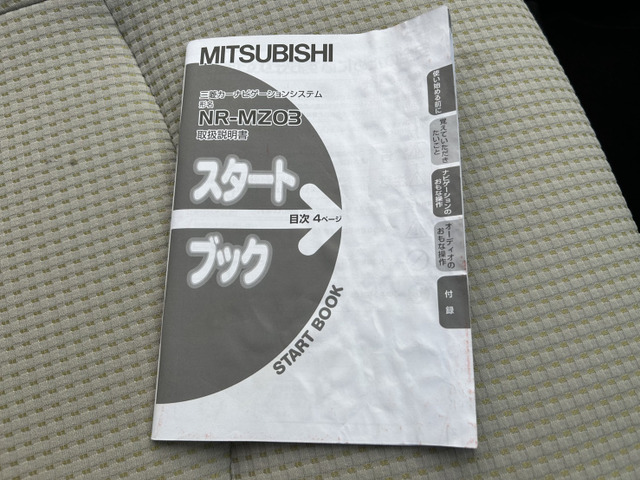 MITSUBISHI
三菱カーナビゲーションシステム
形名
NR-MZ03
取扱説明書
スタート
目次 4ページ
ブック
START BOOK
使い始める前に
覚えていただき
たいこと
ナビゲーションの
おもな操作
オーディオの
おもな操作
付録